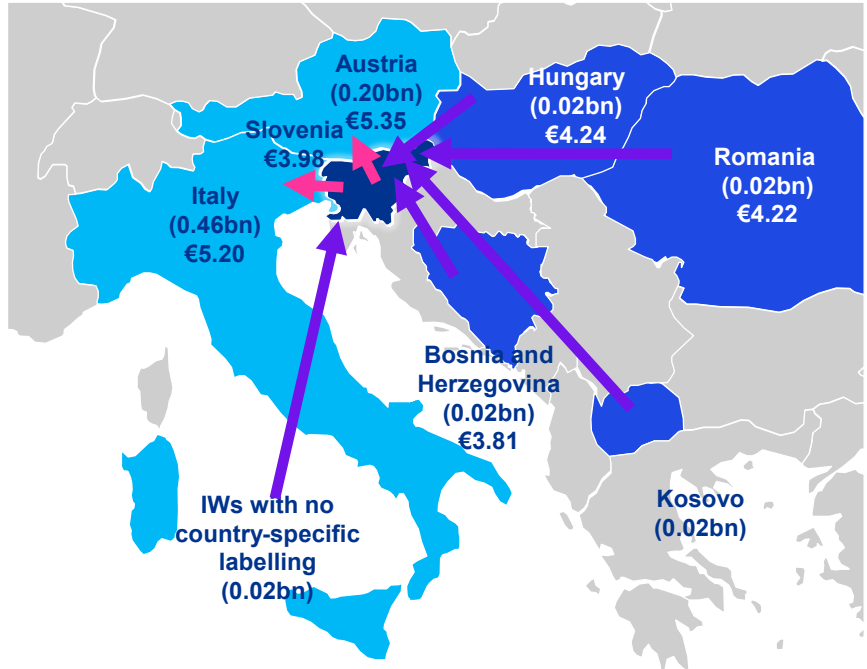 Austria
(0.20bn)
€5.35
Hungary
(0.02bn)
€4.24
Slovenia
€3.98
Romania
(0.02bn)
€4.22
Italy
(0.46bn)
€5.20
Bosnia and
Herzegovina
(0.02bn)
€3.81
IWs with no
country-specific
labelling
(0.02bn)
Kosovo
(0.02bn)